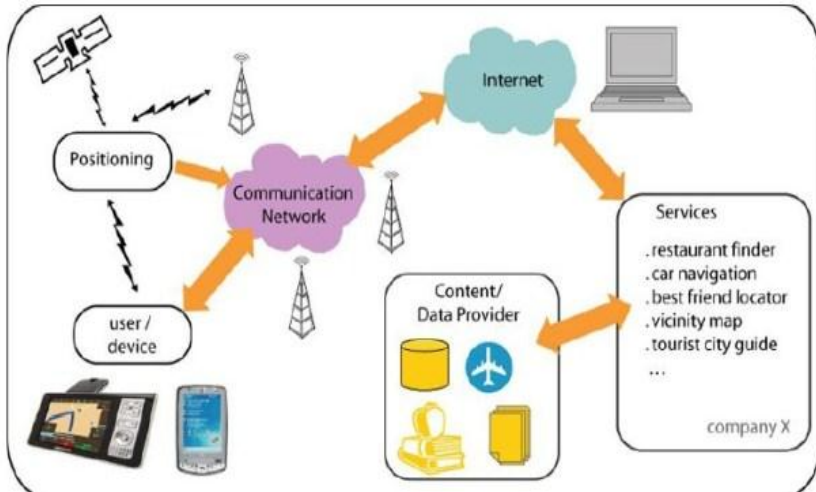 Internet
Positioning
Communication
Network
Services
.restaurant finder
.car navigation
.best friend locator
.vicinity map
.tourist city guide
...
Content/
Data Provider
user /
device
company X